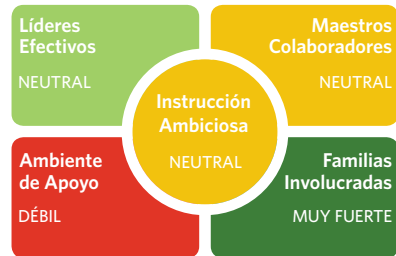 Líderes
Efectivos
NEUTRAL
Maestros
Colaboradores
NEUTRAL
Instrucción
Ambiciosa
NEUTRAL
Ambiente
de Apoyo
DÉBIL
Familias
Involucradas
MUY FUERTE